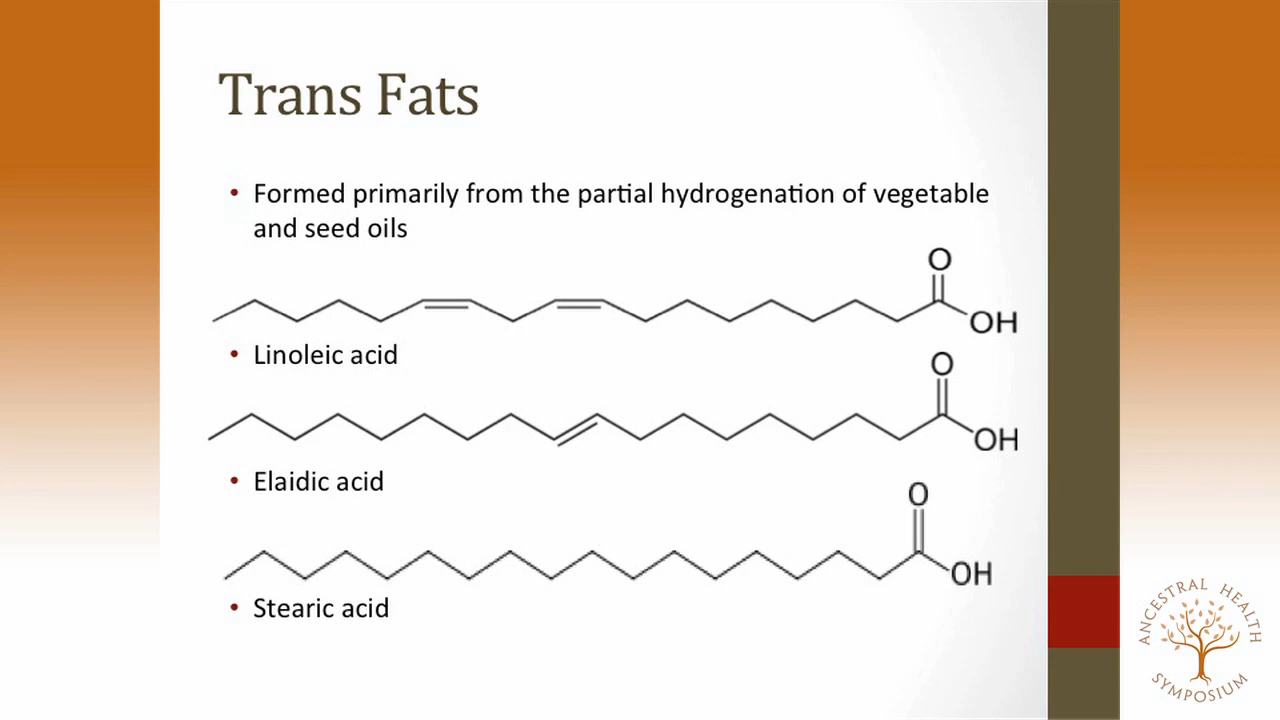 Trans Fats
• Formed primarily from the partial hydrogenation of vegetable
and seed oils
O
OH
• Linoleic acid
O
OH
• Elaidic acid
O
OH
• Stearic acid
ANCESTRAL HEALTH
SYMPOSIUM